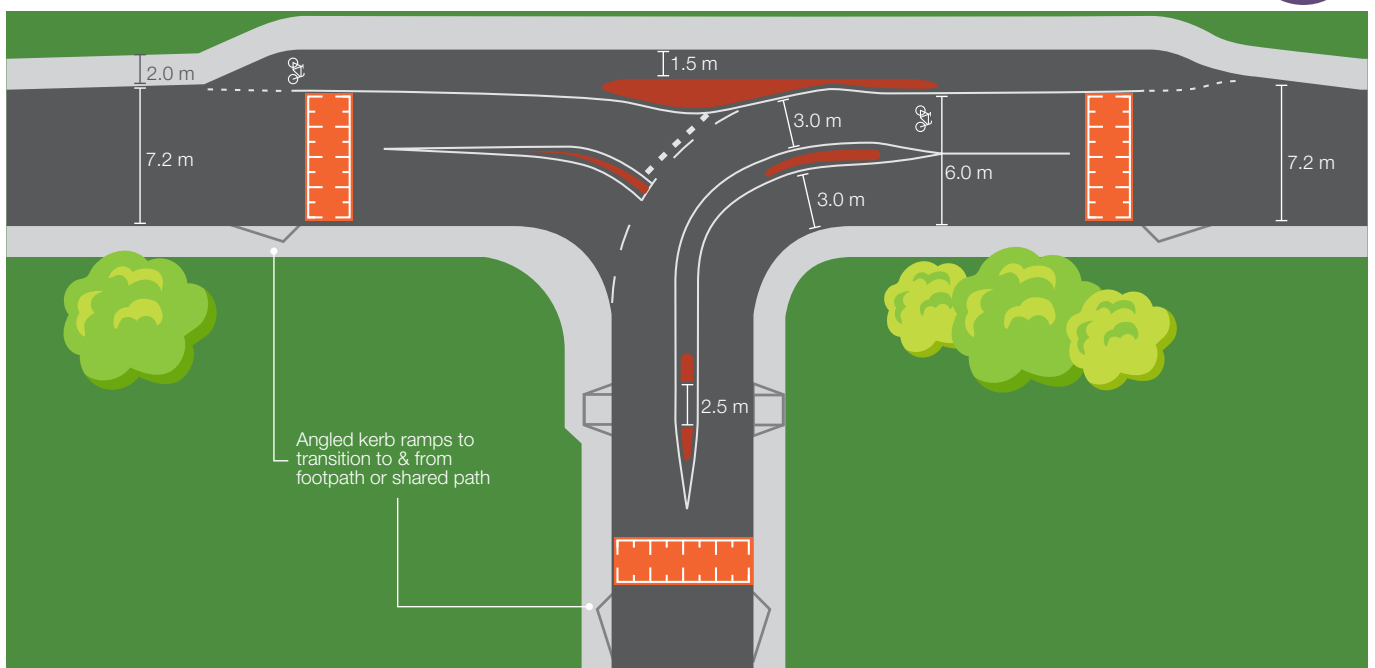 1.5 m
2.0 m
3.0 m
7.2 m
7.2 m
6.0 m
3.0 m
2.5 m
Angled kerb ramps to
transition to & from
footpath or shared path